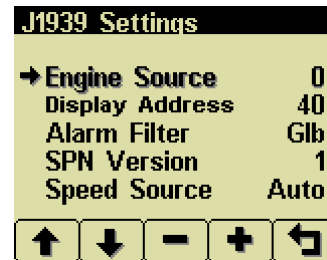 J1939 Settings
Engine Source 0
Display Address 40
Alarm Filter Glb
SPN Version 1
Speed Source Auto